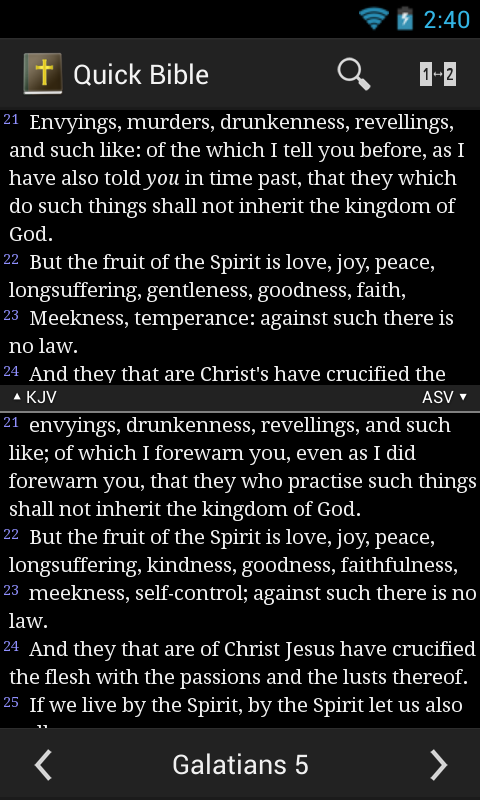 2:40
Quick Bible
1↔2
21 Envyings, murders, drunkenness, revellings,
and such like: of the which I tell you before, as I
have also told you in time past, that they which
do such things shall not inherit the kingdom of
God.
22 But the fruit of the Spirit is love, joy, peace,
longsuffering, gentleness, goodness, faith,
23 Meekness, temperance: against such there is
no law.
24 And they that are Christ's have crucified the
▲ KJV ASV ▼
21 envyings, drunkenness, revellings, and such
like; of which I forewarn you, even as I did
forewarn you, that they who practise such things
shall not inherit the kingdom of God.
22 But the fruit of the Spirit is love, joy, peace,
longsuffering, kindness, goodness, faithfulness,
23 meekness, self-control; against such there is no
law.
24 And they that are of Christ Jesus have crucified
the flesh with the passions and the lusts thereof.
25 If we live by the Spirit, by the Spirit let us also
Galatians 5